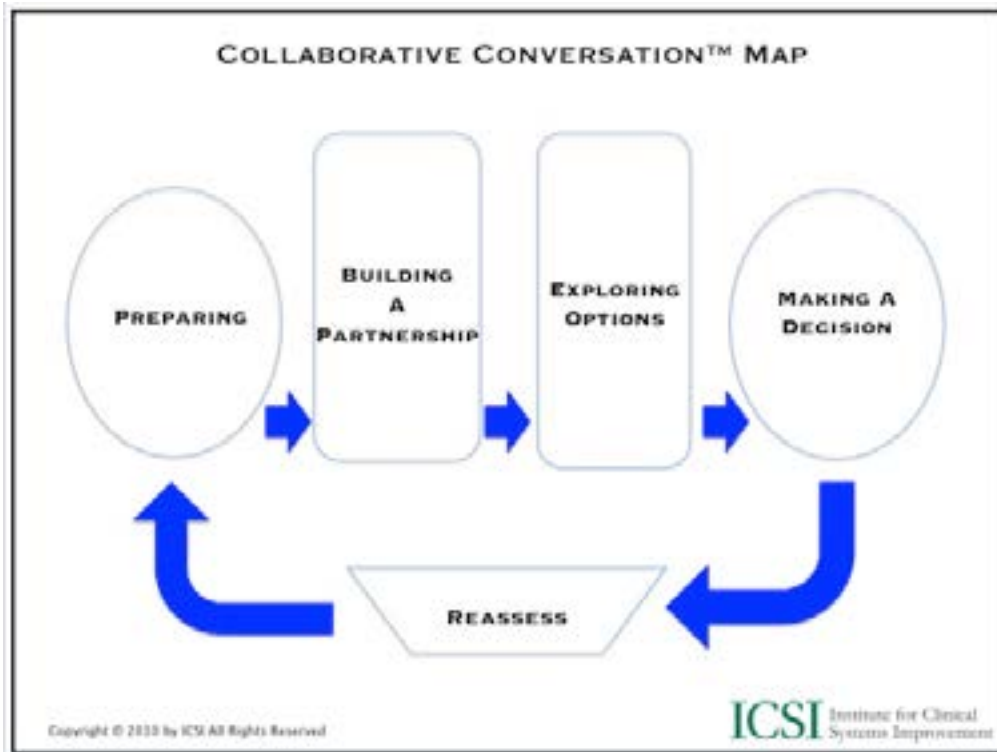 COLLABORATIVE CONVERSATION™ MAP
PREPARING
BUILDING
A
PARTNERSHIP
EXPLORING
OPTIONS
MAKING A
DECISION
REASSESS
Copyright © by ICSI All Rights Reserved
ICSI Institute for Clinical
Systems Improvement